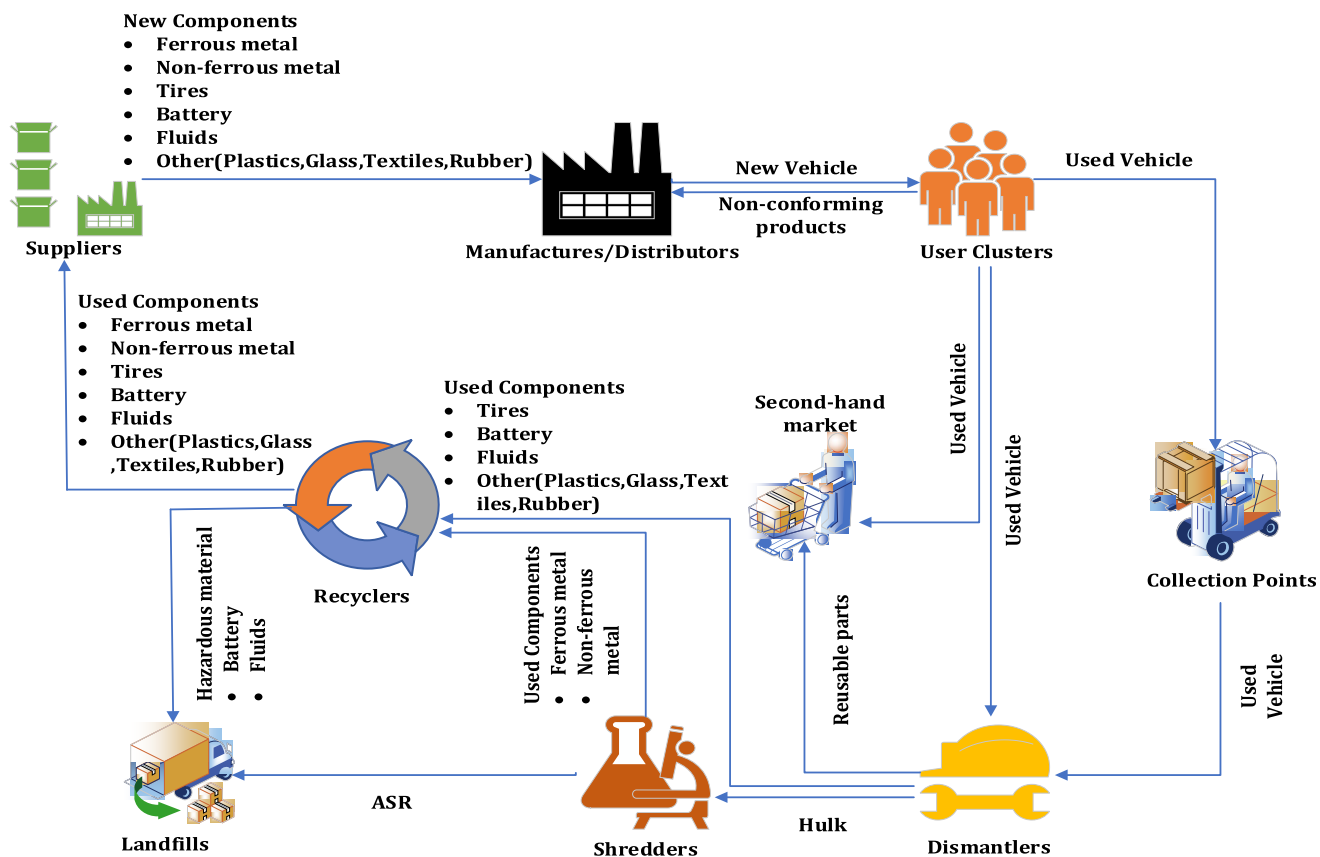 New Components
• Ferrous metal
• Non-ferrous metal
• Tires
• Battery
• Fluids
• Other(Plastics,Glass,Textiles,Rubber)
Suppliers
Manufactures/Distributors
New Vehicle
Non-conforming
products
User Clusters
Used Vehicle
Used Components
• Ferrous metal
• Non-ferrous metal
• Tires
• Battery
• Fluids
• Other(Plastics,Glass
,Textiles,Rubber)
Used Components
• Tires
• Battery
• Fluids
• Other(Plastics,Glass,Text
iles,Rubber)
Second-hand
market
Used Vehicle
Used Vehicle
Collection Points
Recyclers
Hazardous material
• Battery
• Fluids
Used Components
• Ferrous metal
• Non-ferrous
metal
Reusable parts
Used
Vehicle
Landfills
ASR
Shredders
Hulk
Dismantlers